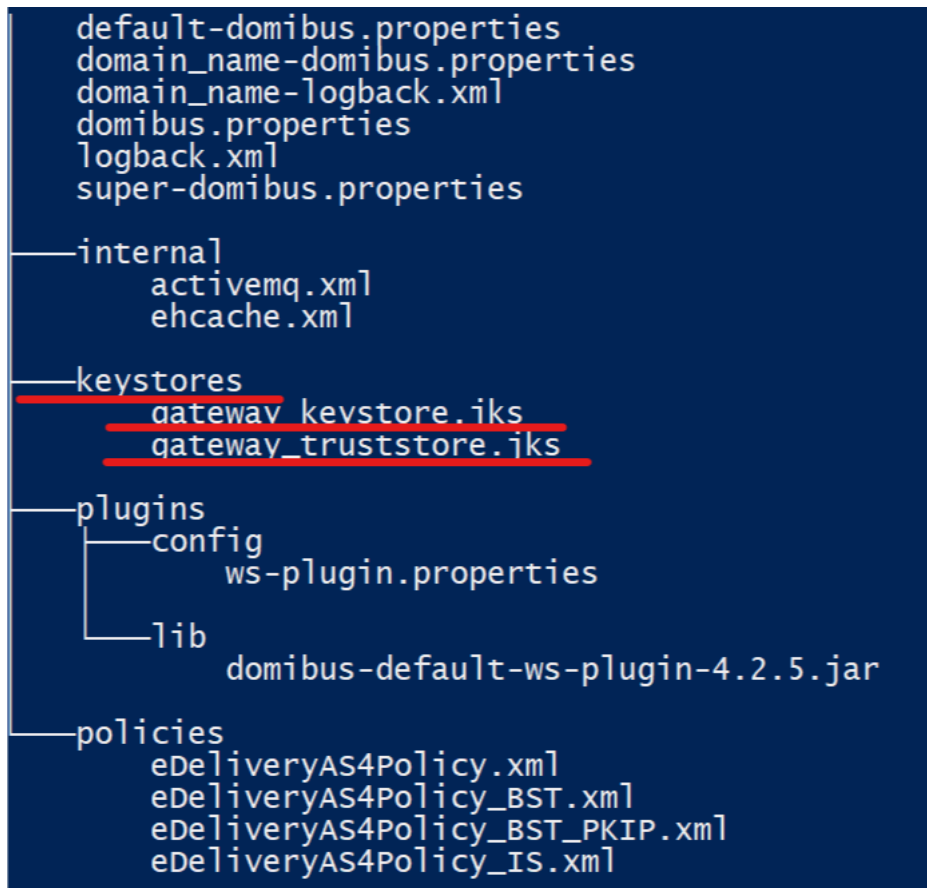 default-domibus.properties
domain_name-domibus.properties
domain_name-logback.xml
domibus.properties
logback.xml
super-domibus.properties
internal
activemq.xml
ehcache.xml
keystores
gateway_keystore.jks
gateway_truststore.jks
plugins
config
ws-plugin.properties
lib
domibus-default-ws-plugin-4.2.5.jar
policies
eDeliveryAS4Policy.xml
eDeliveryAS4Policy_BST.xml
eDeliveryAS4Policy_BST_PKIP.xml
eDeliveryAS4Policy_IS.xml